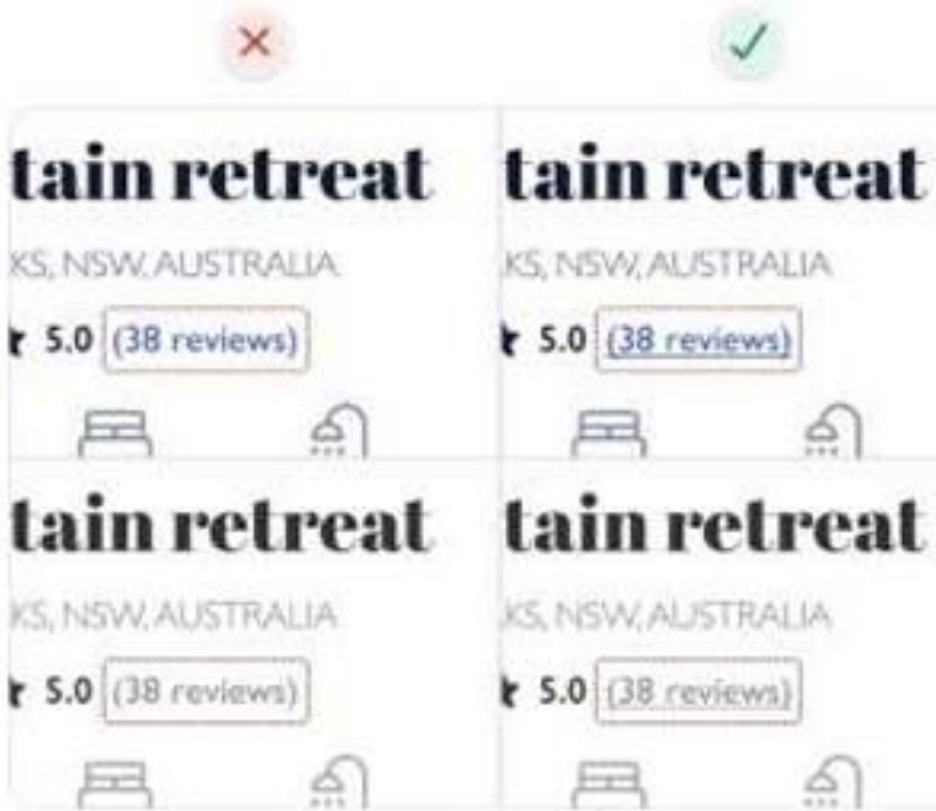 tain retreat
KS, NSW, AUSTRALIA
5.0 (38 reviews)
tain retreat
KS, NSW, AUSTRALIA
5.0 (38 reviews)
tain retreat
KS, NSW, AUSTRALIA
5.0 (38 reviews)
tain retreat
KS, NSW, AUSTRALIA
5.0 (38 reviews)